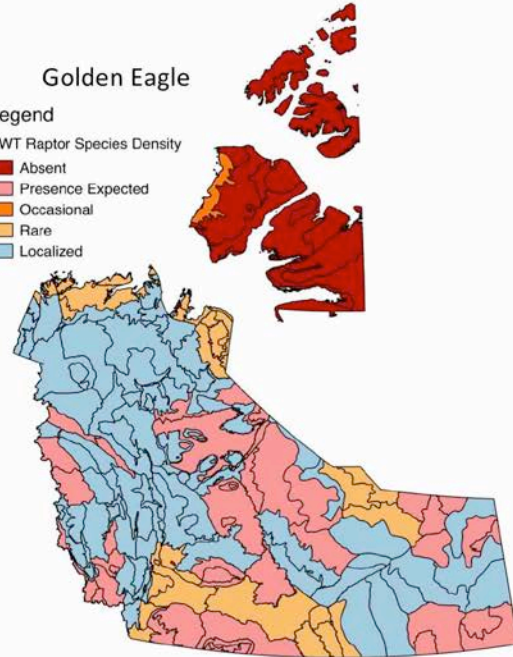 Golden Eagle
egend
WT Raptor Species Density
Absent
Presence Expected
Occasional
Rare
Localized